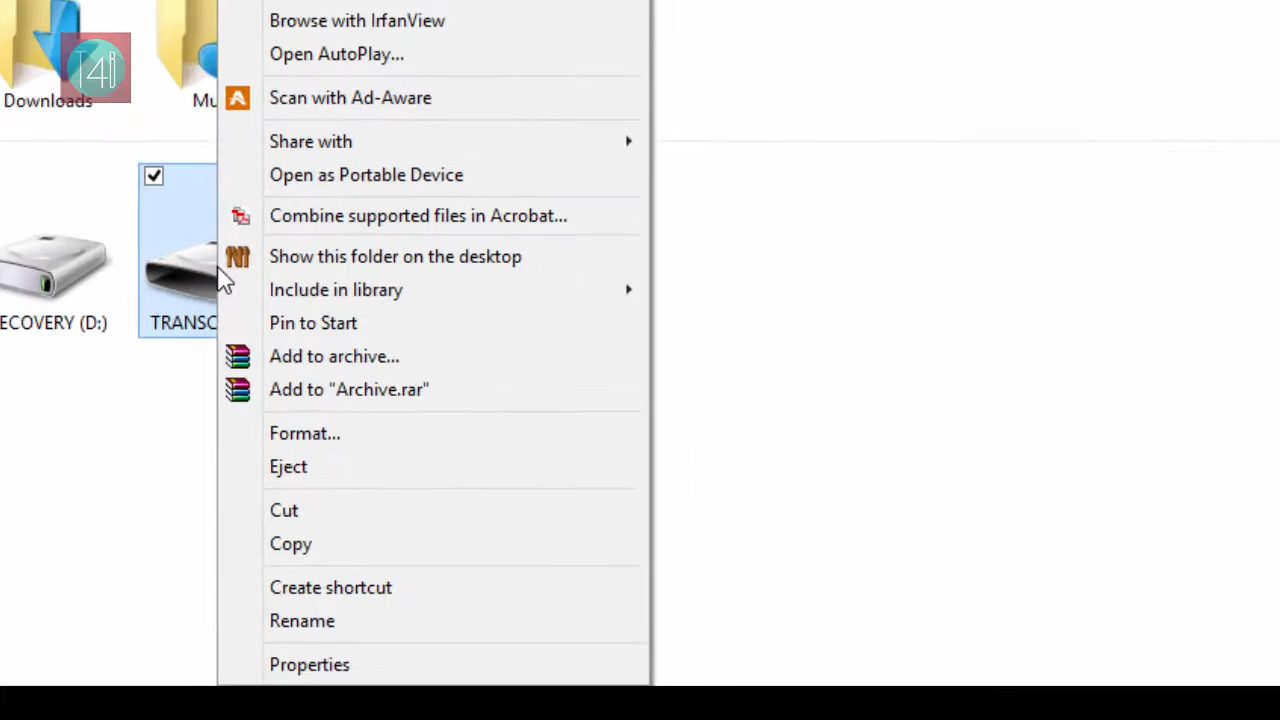 Browse with IrfanView
Open AutoPlay...
Scan with Ad-Aware
Share with
Open as Portable Device
Combine supported files in Acrobat...
Show this folder on the desktop
Include in library
Pin to Start
Add to archive...
Add to "Archive.rar"
Format...
Eject
Cut
Copy
Create shortcut
Rename
Properties
T4B
Downloads
Mu
ECOVERY (D:)
TRANSC